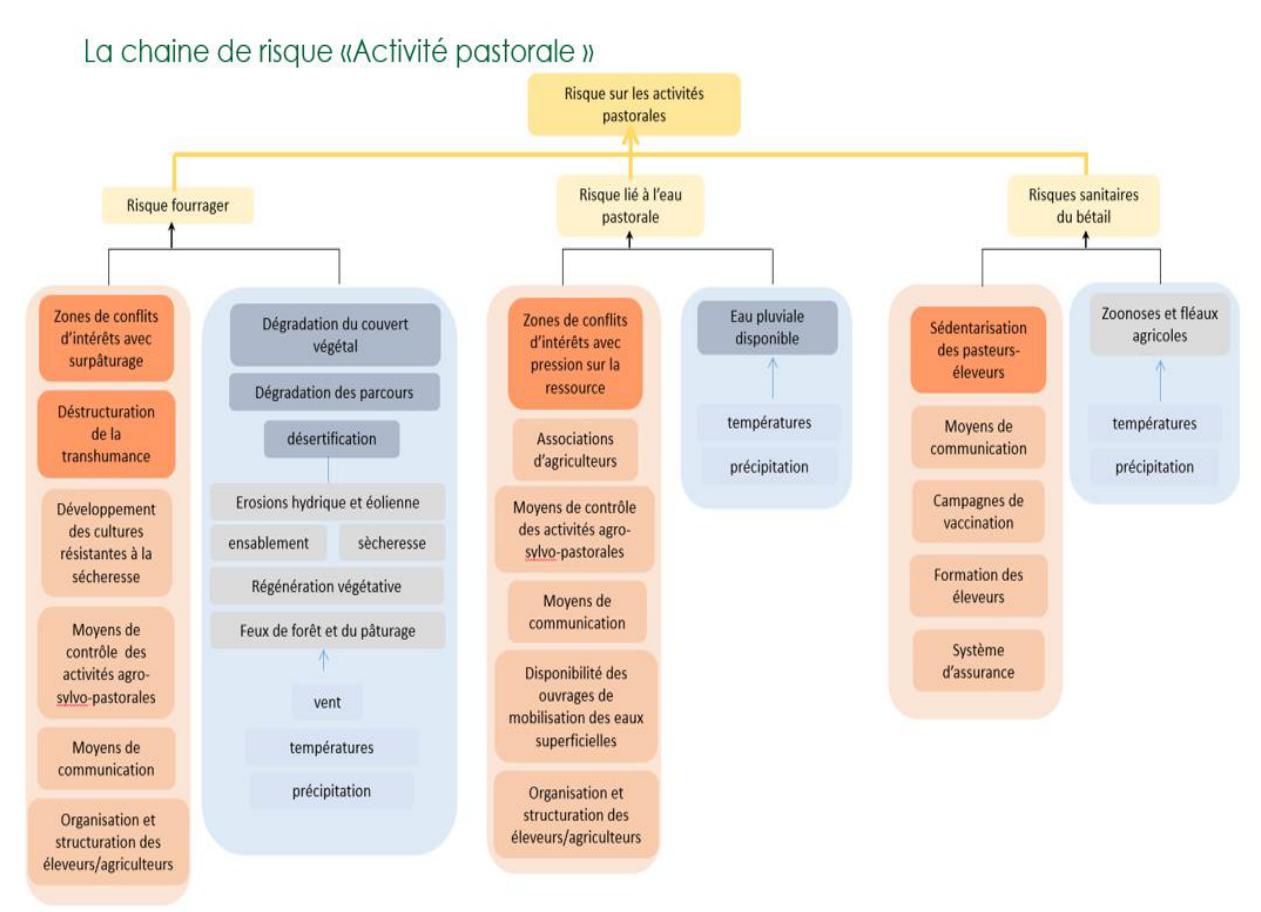 La chaine de risque «Activité pastorale »
Risque sur les activités
pastorales
Risque fourrager
Risque lié à l'eau
pastorale
Risques sanitaires
du bétail
Zones de conflits
d'intérêts avec
surpâturage
Déstructuration
de la
transhumance
Développement
des cultures
résistantes à la
sécheresse
Moyens de
contrôle des
activités agro-
sylvo-pastorales
Moyens de
communication
Organisation et
structuration des
éleveurs/agriculteurs
Dégradation du couvert
végétal
Dégradation des parcours
désertification
Erosions hydrique et éolienne
ensablement
sècheresse
Régénération végétative
Feux de forêt et du pâturage
vent
températures
précipitation
Zones de conflits
d'intérêts avec
pression sur la
ressource
Associations
d'agriculteurs
Moyens de contrôle
des activités agro-
sylvo-pastorales
Moyens de
communication
Disponibilité des
ouvrages de
mobilisation des eaux
superficielles
Organisation et
structuration des
éleveurs/agriculteurs
Eau pluviale
disponible
températures
précipitation
Sédentarisation
des pasteurs-
éleveurs
Moyens de
communication
Campagnes de
vaccination
Formation des
éleveurs
Système
d'assurance
Zoonoses et fléaux
agricoles
températures
précipitation